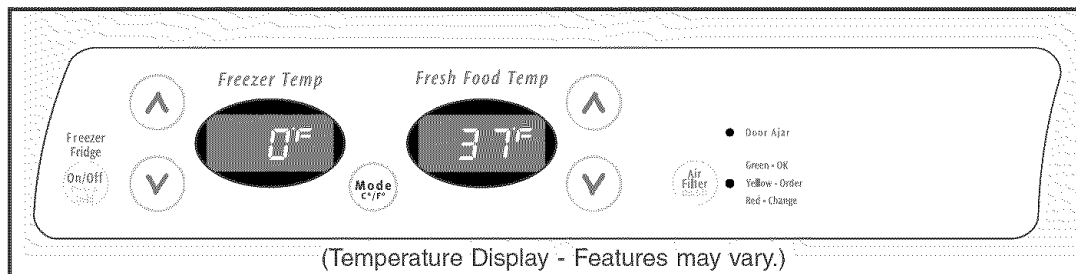 Freezer Temp
Fresh Food Temp
Freezer
Fridge
On/Off
0°F
37°F
Mode
C°/F°
Door Ajar
Air
Filter
Green - OK
Yellow - Order
Red - Change
(Temperature Display - Features may vary.)